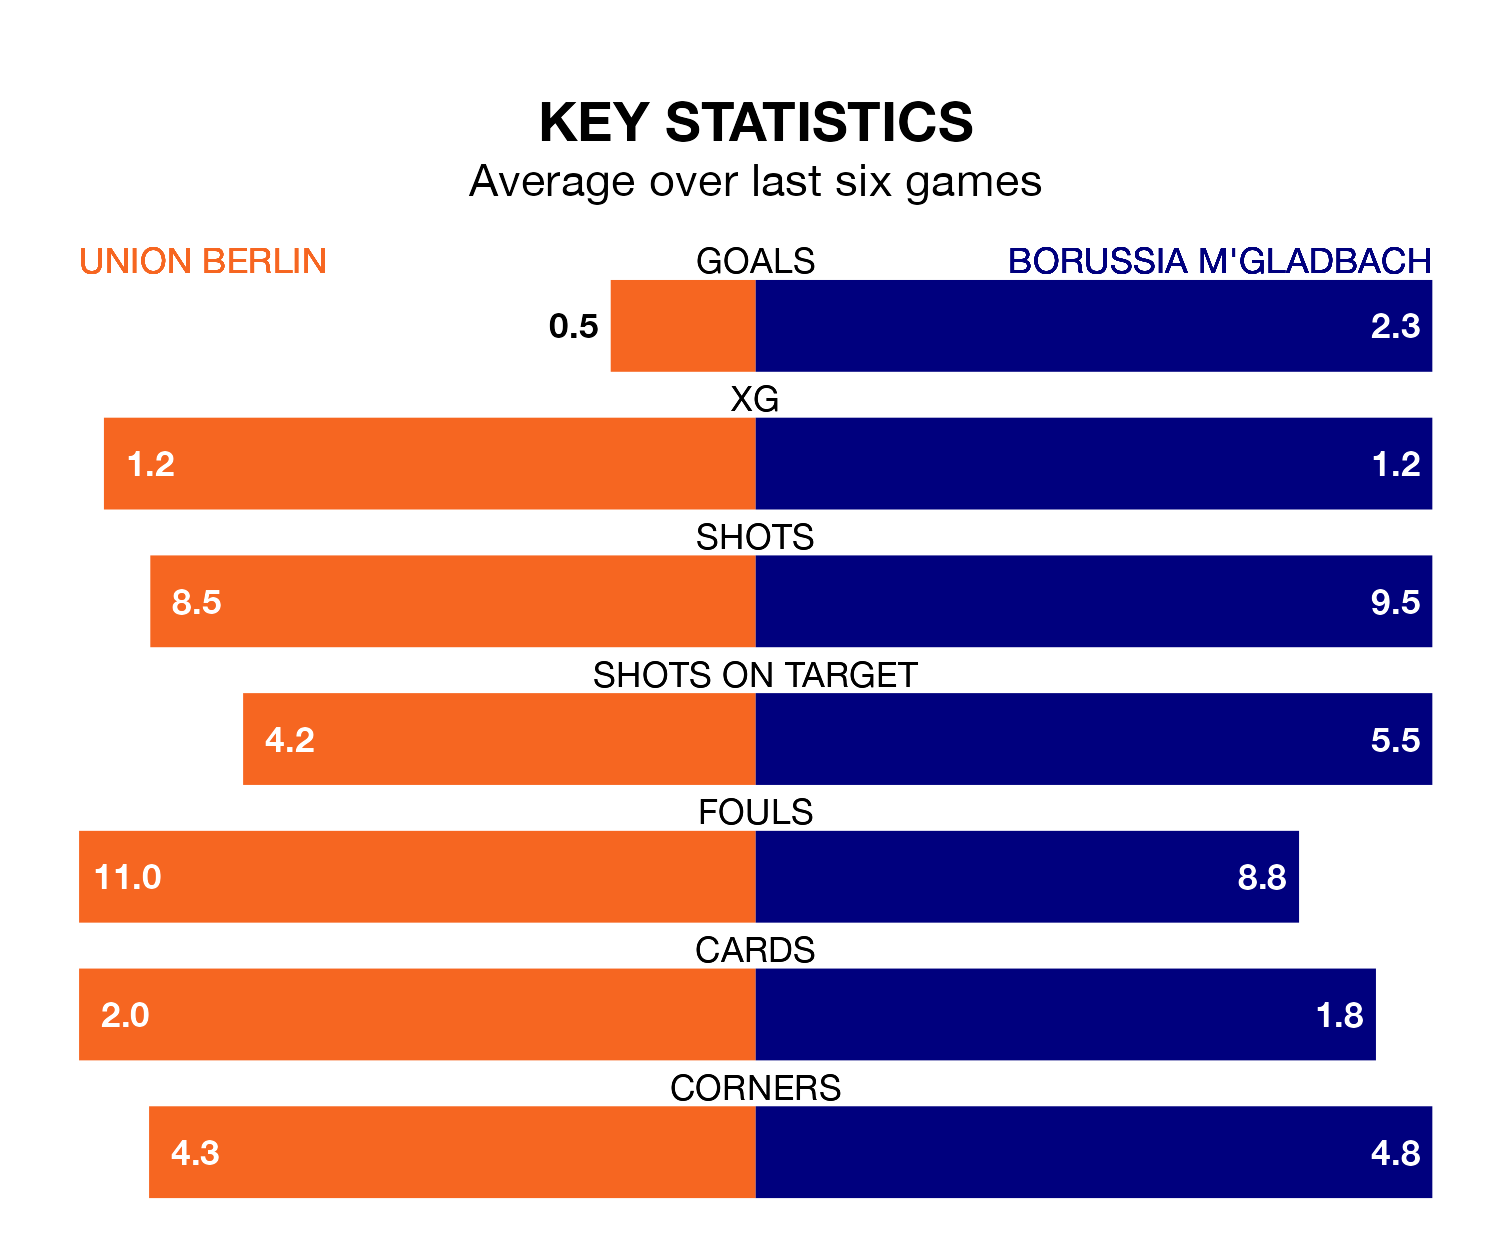 KEY STATISTICS
Average over last six games
UNION BERLIN GOALS BORUSSIA M'GLADBACH
0.5 2.3
XG
1.2 1.2
SHOTS
8.5 9.5
SHOTS ON TARGET
4.2 5.5
FOULS
11.0 8.8
CARDS
2.0 1.8
CORNERS
4.3 4.8